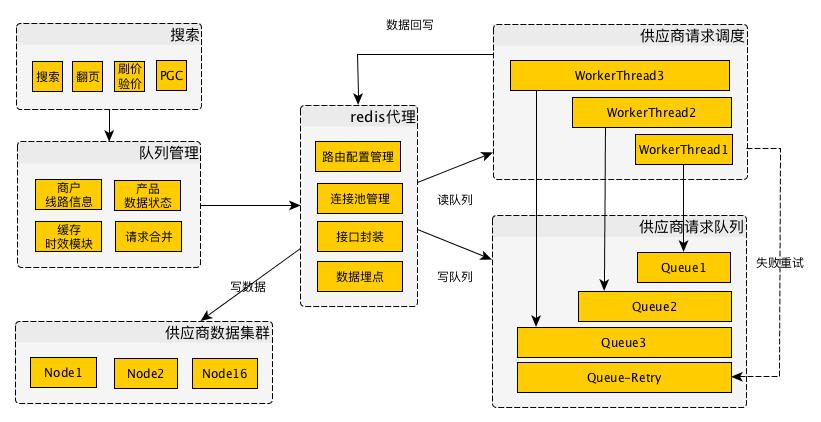 数据回写
搜索
搜索
翻页
刷价
验价
PGC
队列管理
商户
线路信息
产品
数据状态
缓存
时效模块
请求合并
redis代理
路由配置管理
连接池管理
接口封装
数据埋点
供应商请求调度
WorkerThread3
WorkerThread2
WorkerThread1
读队列
写队列
写数据
失败重试
供应商请求队列
Queue1
Queue2
Queue3
Queue-Retry
供应商数据集群
Node1
Node2
Node16